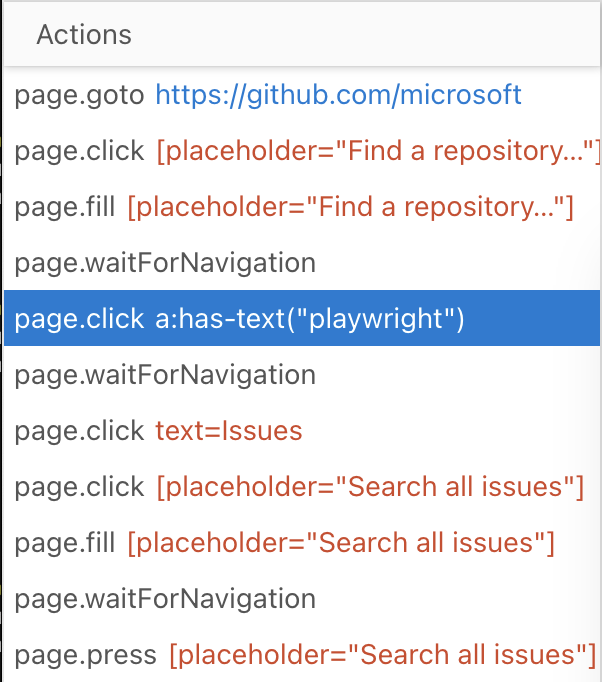 Actions
page.goto https://github.com/microsoft
page.click [placeholder="Find a repository…"]
page.fill [placeholder="Find a repository…"]
page.waitForNavigation
page.click a:has-text("playwright")
page.waitForNavigation
page.click text=Issues
page.click [placeholder="Search all issues"]
page.fill [placeholder="Search all issues"]
page.waitForNavigation
page.press [placeholder="Search all issues"]